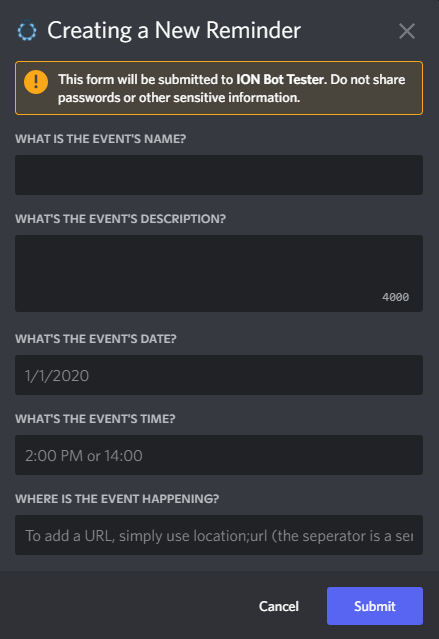 Creating a New Reminder
This form will be submitted to ION Bot Tester. Do not share
passwords or other sensitive information.
WHAT IS THE EVENT'S NAME?
WHAT'S THE EVENT'S DESCRIPTION?
4000
WHAT'S THE EVENT'S DATE?
1/1/2020
WHAT'S THE EVENT'S TIME?
2:00 PM or 14:00
WHERE IS THE EVENT HAPPENING?
To add a URL, simply use location;url (the seperator is a
Cancel
Submit